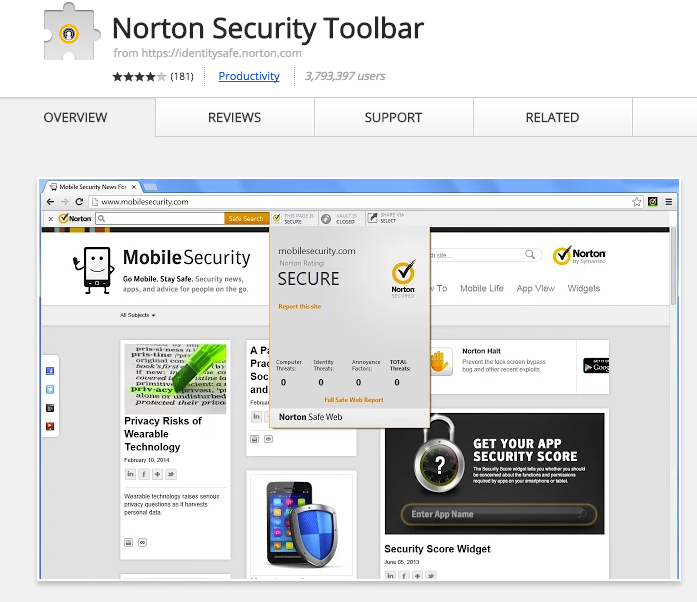 Norton Security Toolbar
from https://identitysafe.norton.com
(181) Productivity 3,793,397 users
OVERVIEW REVIEWS SUPPORT RELATED
Mobile Security News For
www.mobilesecurity.com
Norton Safe Search THIS PAGE IS SECURE VAULT IS CLOSED SHARE VIA SELECT
MobileSecurity
Go Mobile. Stay Safe. Security news,
apps, and advice for people on the go.
mobilesecurity.com
Norton Rating:
SECURE
Norton
SECURED
Report this site
Computer Threats: Identity Threats: Annoyance Factors: TOTAL Threats:
0 0 0 0
Full Safe Web Report
Norton Safe Web
site...
Norton
by Symantec
To Mobile Life App View Widgets
All Subjects
privacy
Privacy Risks of
Wearable
Technology
February 10, 2014
Wearable technology raises serious
privacy questions as it harvests
personal data.
A Pa
Prac
Soc
and
Februa
Norton Halt
Prevent the lock screen bypass
bug and other recent exploits.
GET YOUR APP
SECURITY SCORE
The Security Score widget tells you whether you should
be concerned about the functions and permissions
required by apps on your smartphone or tablet.
?
Enter App Name
Security Score Widget
June 05, 2013